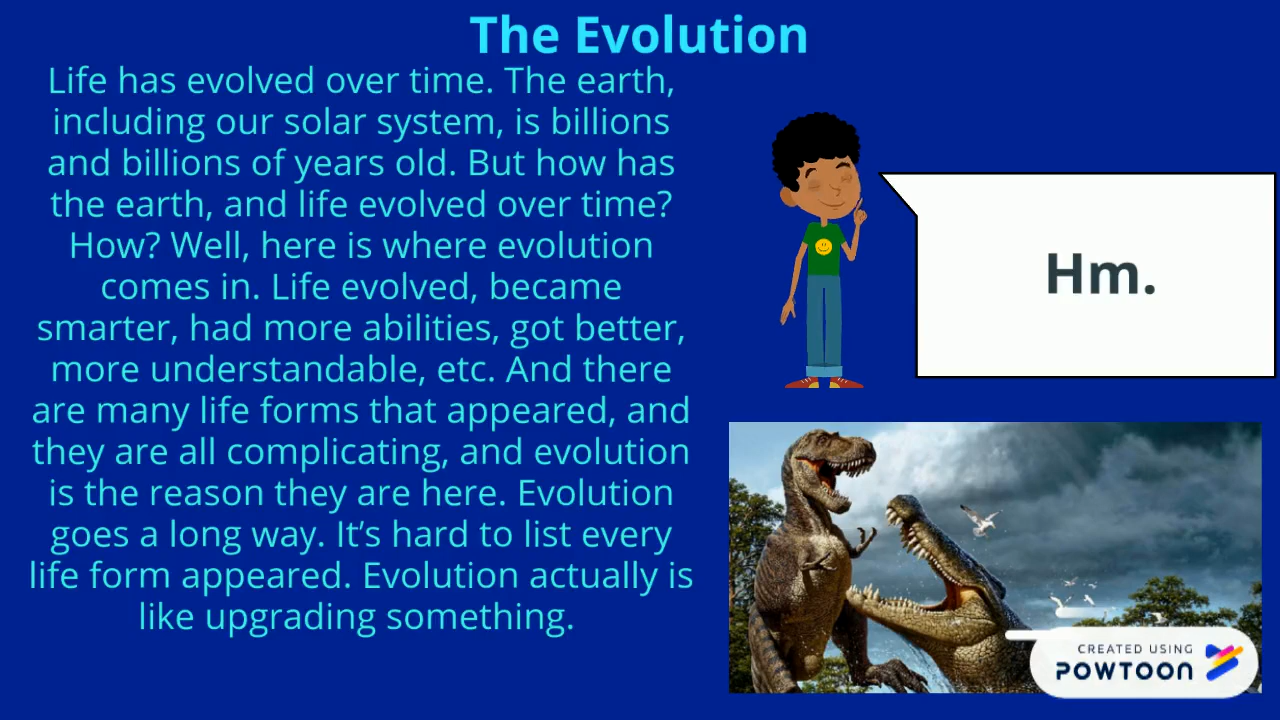 The Evolution
Life has evolved over time. The earth,
including our solar system, is billions
and billions of years old. But how has
the earth, and life evolved over time?
How? Well, here is where evolution
comes in. Life evolved, became
smarter, had more abilities, got better,
more understandable, etc. And there
are many life forms that appeared, and
they are all complicating, and evolution
is the reason they are here. Evolution
goes a long way. It’s hard to list every
life form appeared. Evolution actually is
like upgrading something.
Hm.
CREATED USING
POWTOON